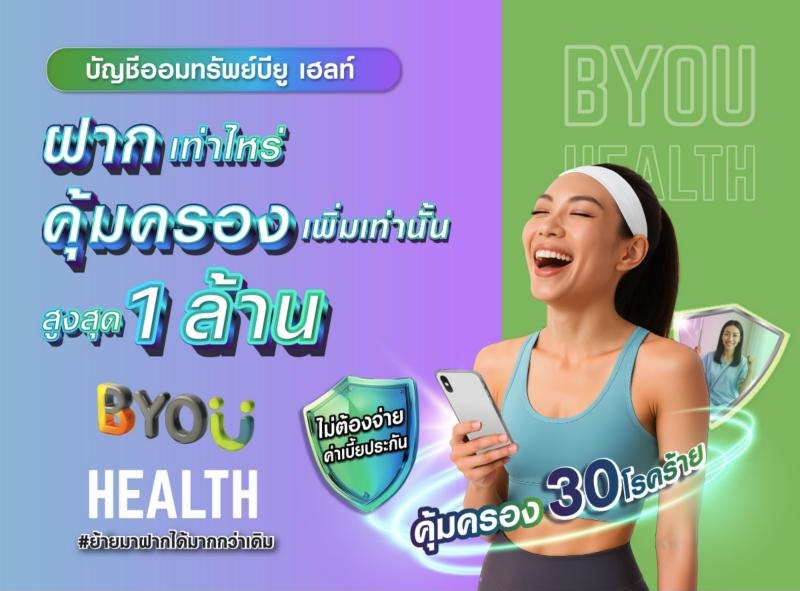 บัญชีออมทรัพย์บียู เฮลท์
ฝาก เท่าไหร่
คุ้มครอง เพิ่มเท่านั้น
สูงสุด 1 ล้าน
BYOU
HEALTH
#ย้ายมาฝากได้มากกว่าเดิม
ไม่ต้องจ่าย
ค่าเบี้ยประกัน
BYOU
HEALTH
คุ้มครอง 30 โรคร้าย